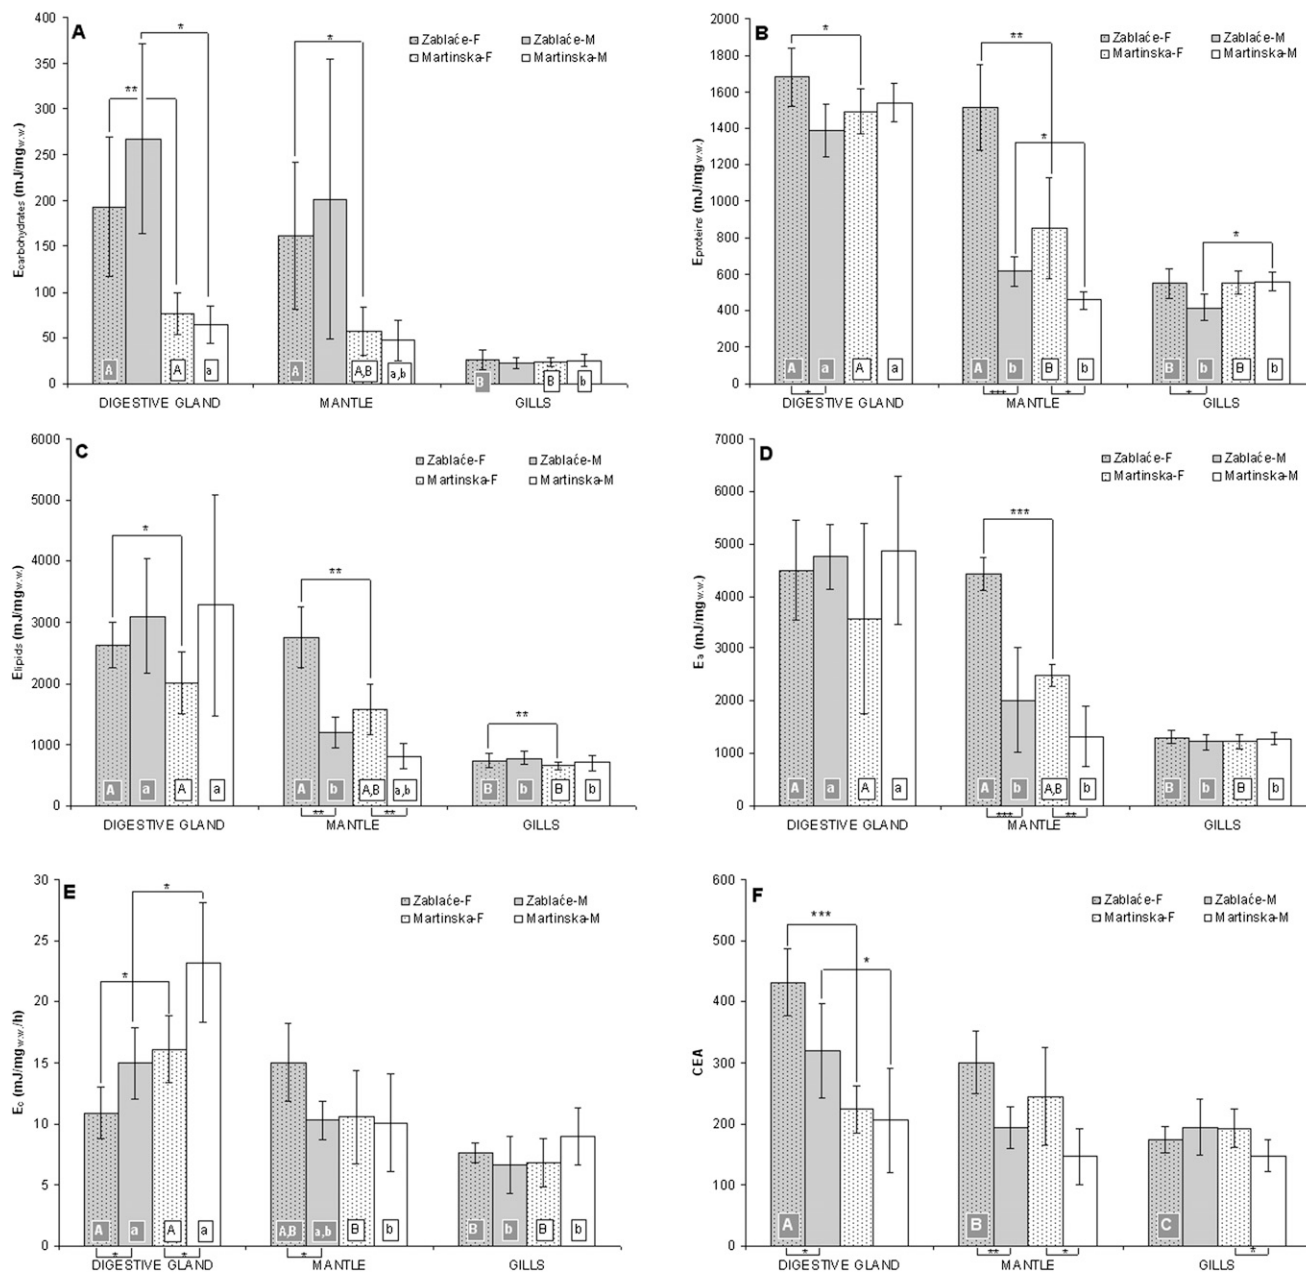 A
400
350
300
250
200
150
100
50
0
Ecarbohydrates (mJ/mgw.w.)
Zablaće-F
Zablaće-M
Martinska-F
Martinska-M
**
*
*
A
A
a
A
A,B
a,b
B
B
b
DIGESTIVE GLAND
MANTLE
GILLS
B
2000
1800
1600
1400
1200
1000
800
600
400
200
0
Eproteins (mJ/mgw.w.)
Zablaće-F
Zablaće-M
Martinska-F
Martinska-M
*
**
*
*
A
a
A
a
A
b
B
b
B
b
B
b
*
***
*
*
DIGESTIVE GLAND
MANTLE
GILLS
C
6000
5000
4000
3000
2000
1000
0
Elipids (mJ/mgw.w.)
Zablaće-F
Zablaće-M
Martinska-F
Martinska-M
*
**
**
A
a
A
a
A
b
A,B
a,b
B
b
B
b
**
**
DIGESTIVE GLAND
MANTLE
GILLS
D
7000
6000
5000
4000
3000
2000
1000
0
Ea (mJ/mgw.w.)
Zablaće-F
Zablaće-M
Martinska-F
Martinska-M
***
A
a
A
a
A
b
A,B
b
B
b
B
b
***
**
DIGESTIVE GLAND
MANTLE
GILLS
E
30
25
20
15
10
5
0
Ec (mJ/mgw.w./h)
Zablaće-F
Zablaće-M
Martinska-F
Martinska-M
*
*
A
a
A
a
A,B
a,b
B
b
B
b
B
b
*
*
*
DIGESTIVE GLAND
MANTLE
GILLS
F
600
500
400
300
200
100
0
CEA
Zablaće-F
Zablaće-M
Martinska-F
Martinska-M
***
*
A
B
C
*
**
*
*
DIGESTIVE GLAND
MANTLE
GILLS